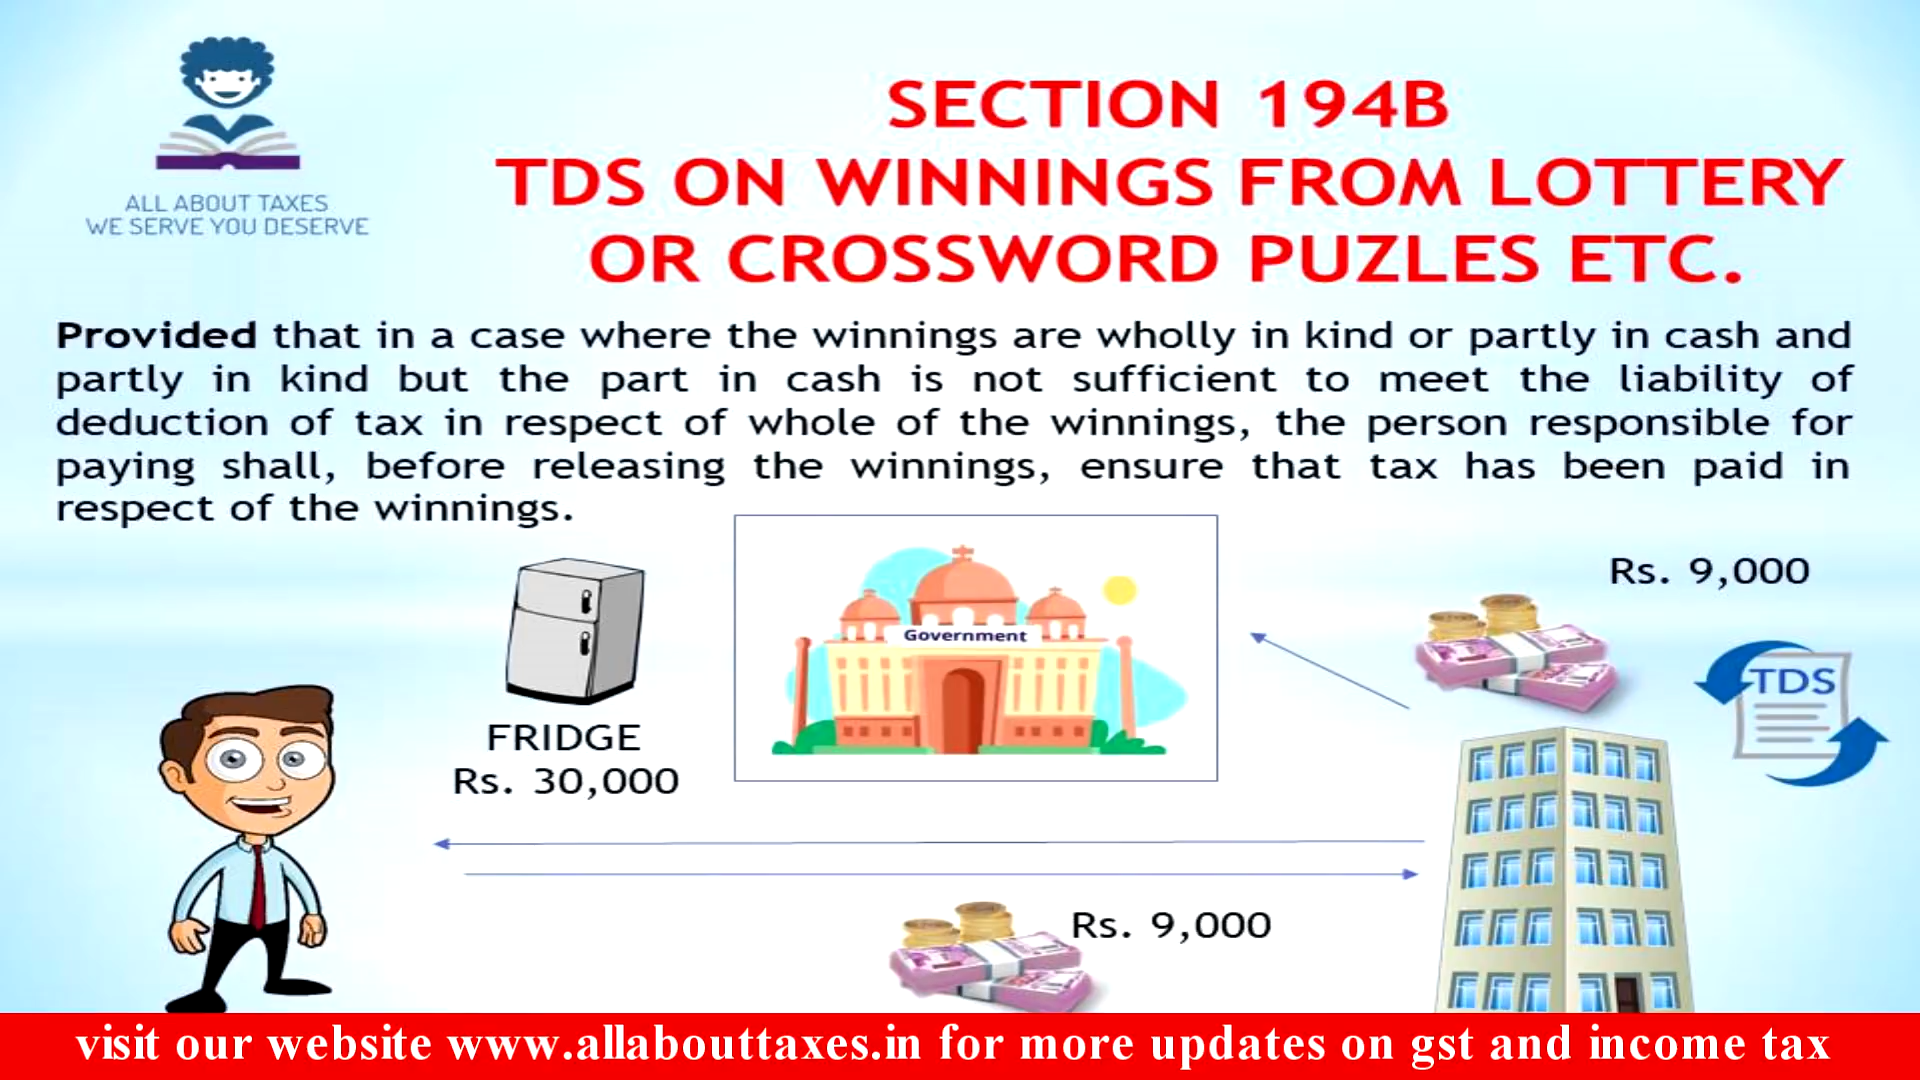 ALL ABOUT TAXES
WE SERVE YOU DESERVE
SECTION 194B
TDS ON WINNINGS FROM LOTTERY
OR CROSSWORD PUZLES ETC.
Provided that in a case where the winnings are wholly in kind or partly in cash and
partly in kind but the part in cash is not sufficient to meet the liability of
deduction of tax in respect of whole of the winnings, the person responsible for
paying shall, before releasing the winnings, ensure that tax has been paid in
respect of the winnings.
Government
Rs. 9,000
TDS
FRIDGE
Rs. 30,000
Rs. 9,000
visit our website www.allabouttaxes.in for more updates on gst and income tax